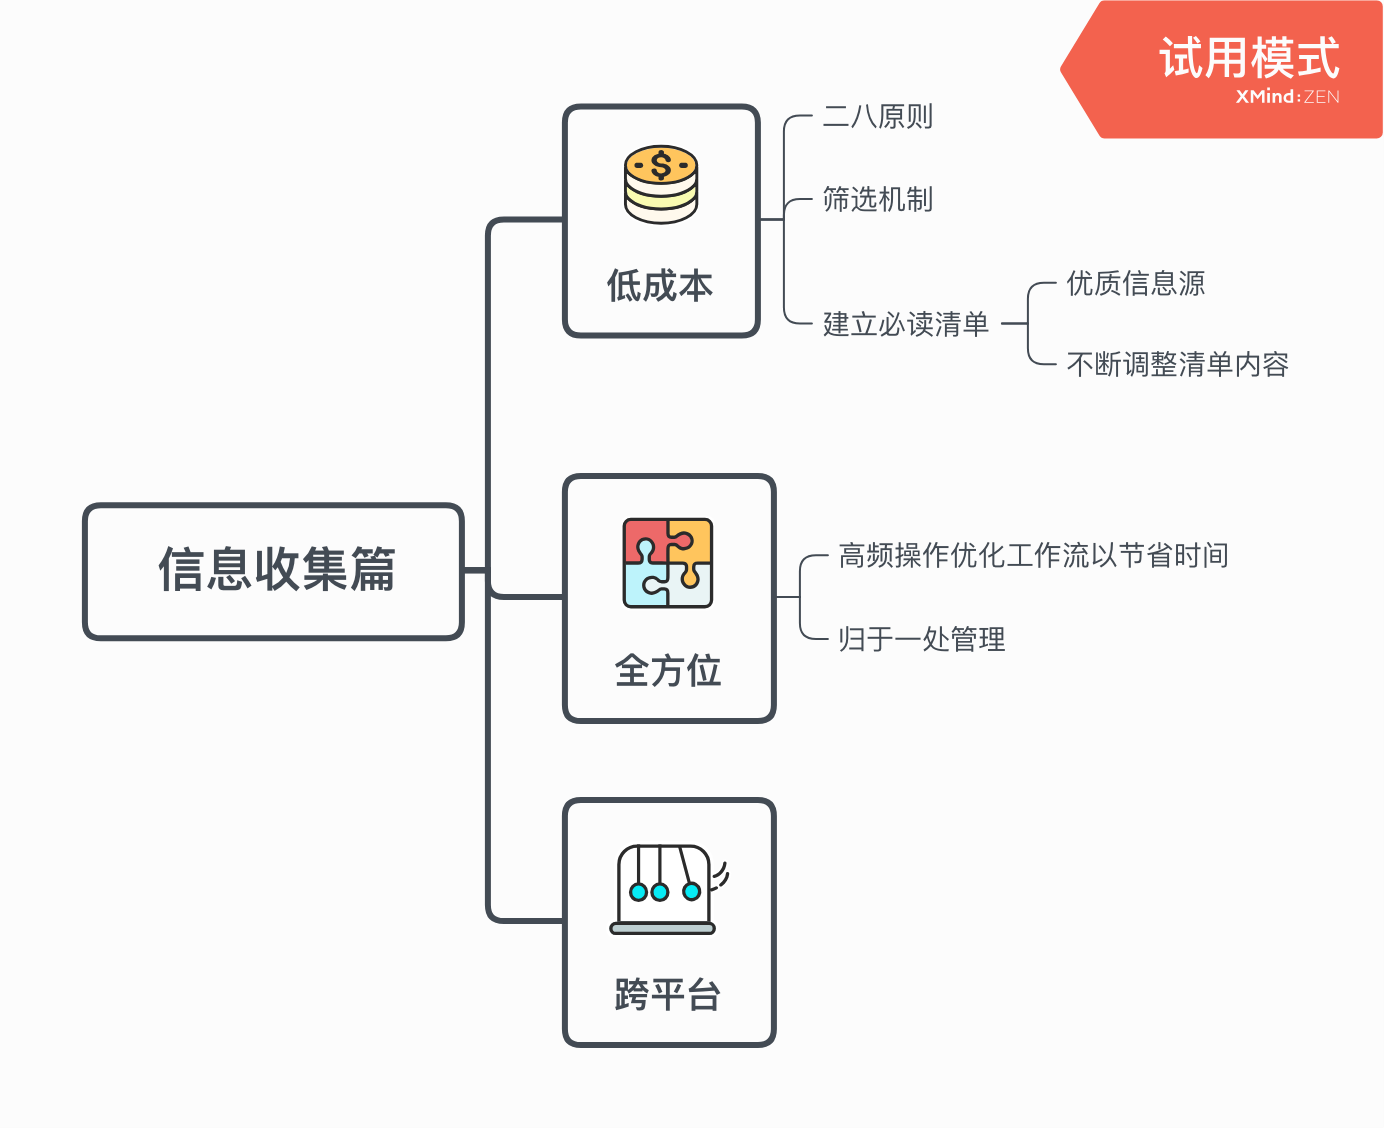 试用模式
XMind:ZEN
信息收集篇
低成本
二八原则
筛选机制
建立必读清单
优质信息源
不断调整清单内容
全方位
高频操作优化工作流以节省时间
归于一处管理
跨平台